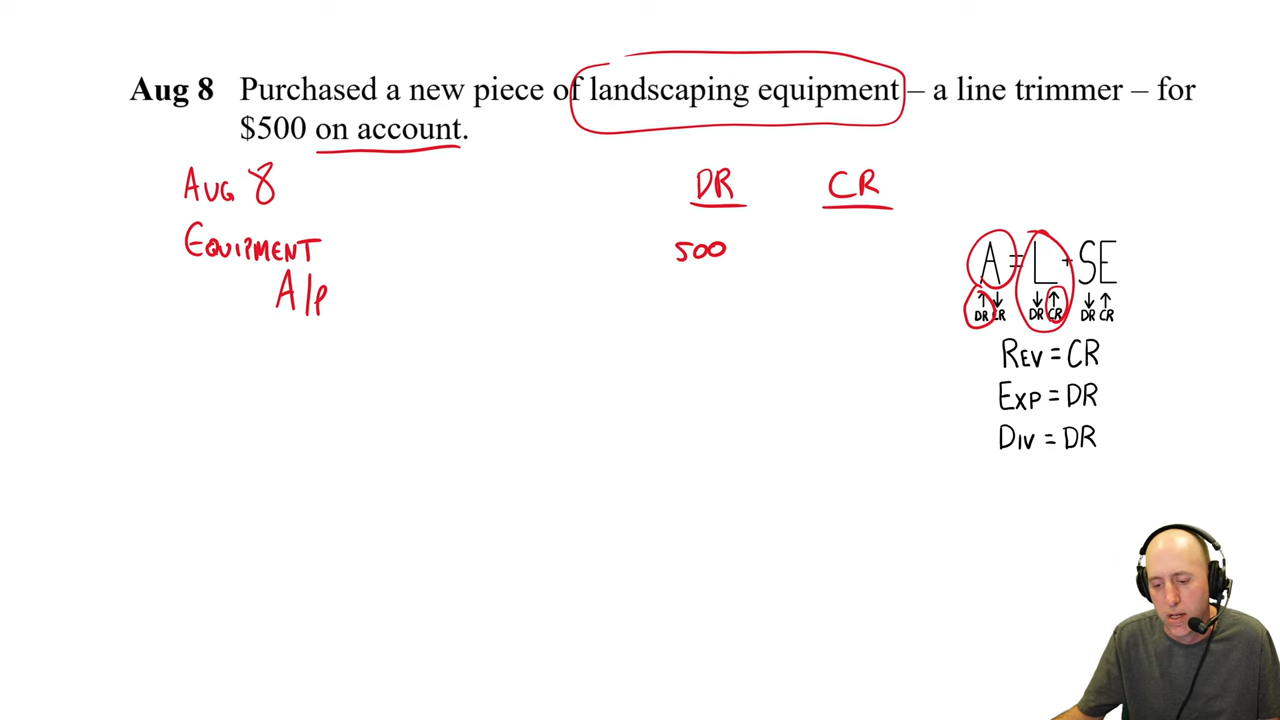 Aug 8 Purchased a new piece of landscaping equipment – a line trimmer – for
$500 on account.
AUG 8 DR CR
EQUIPMENT 500
A/P
A = L + SE
↑ ↓ ↓ ↑ ↓ ↑
DR CR DR CR DR CR
REV = CR
EXP = DR
DIV = DR